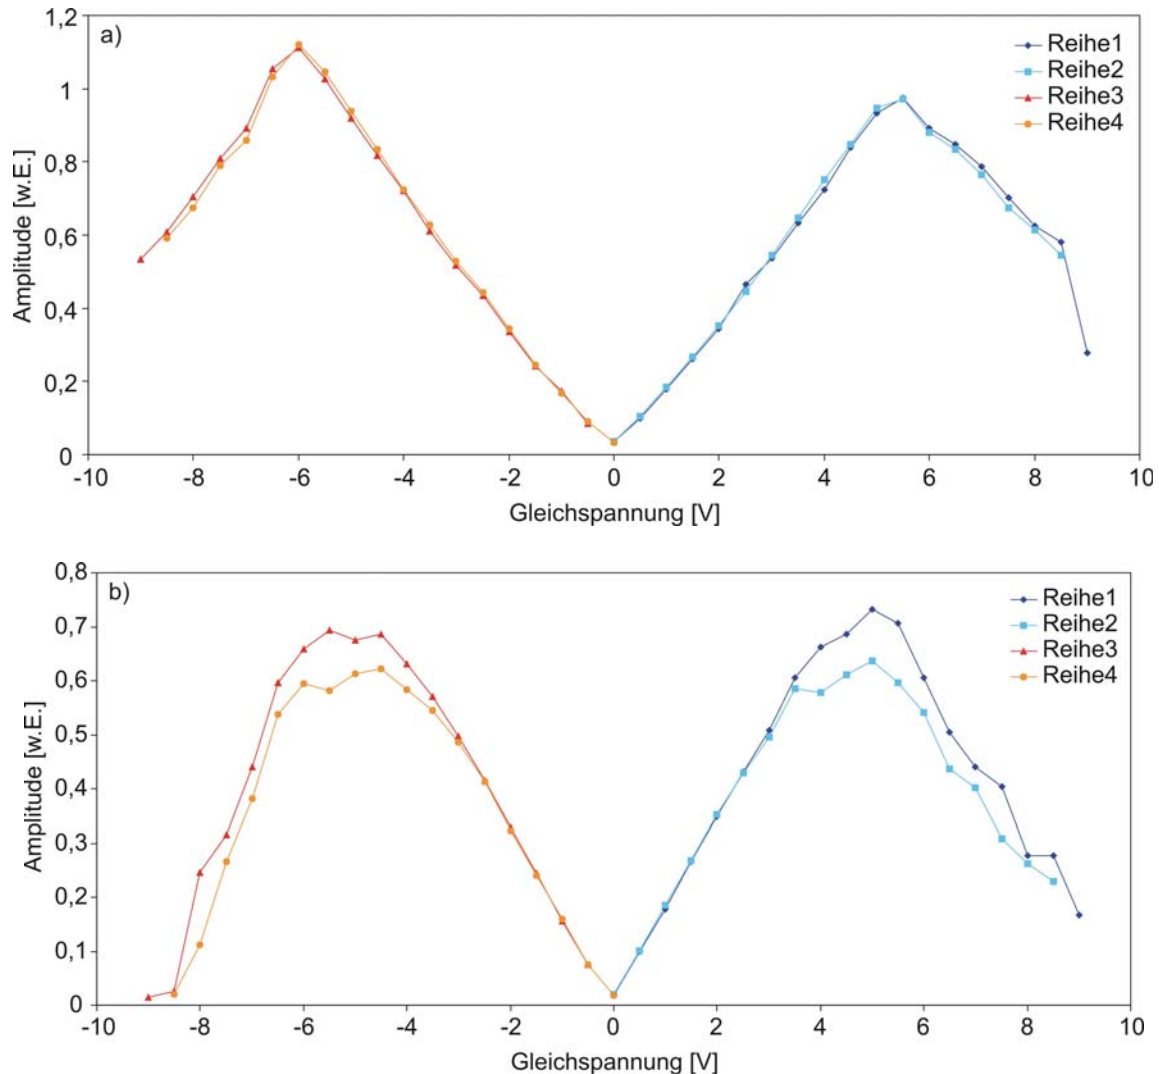 a)
1,2
1
0,8
0,6
0,4
0,2
0
Amplitude [w.E.]
Reihe1
Reihe2
Reihe3
Reihe4
-10 -8 -6 -4 -2 0 2 4 6 8 10
Gleichspannung [V]
b)
0,8
0,7
0,6
0,5
0,4
0,3
0,2
0,1
0
Amplitude [w.E.]
Reihe1
Reihe2
Reihe3
Reihe4
-10 -8 -6 -4 -2 0 2 4 6 8 10
Gleichspannung [V]